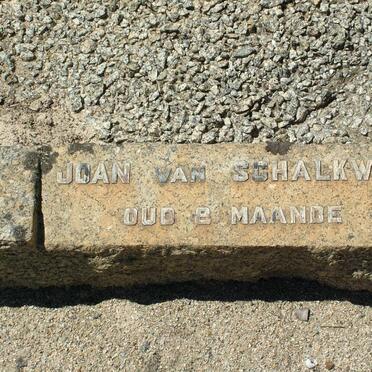 JOAN VAN SCHALKW
OUD 8 MAANDE